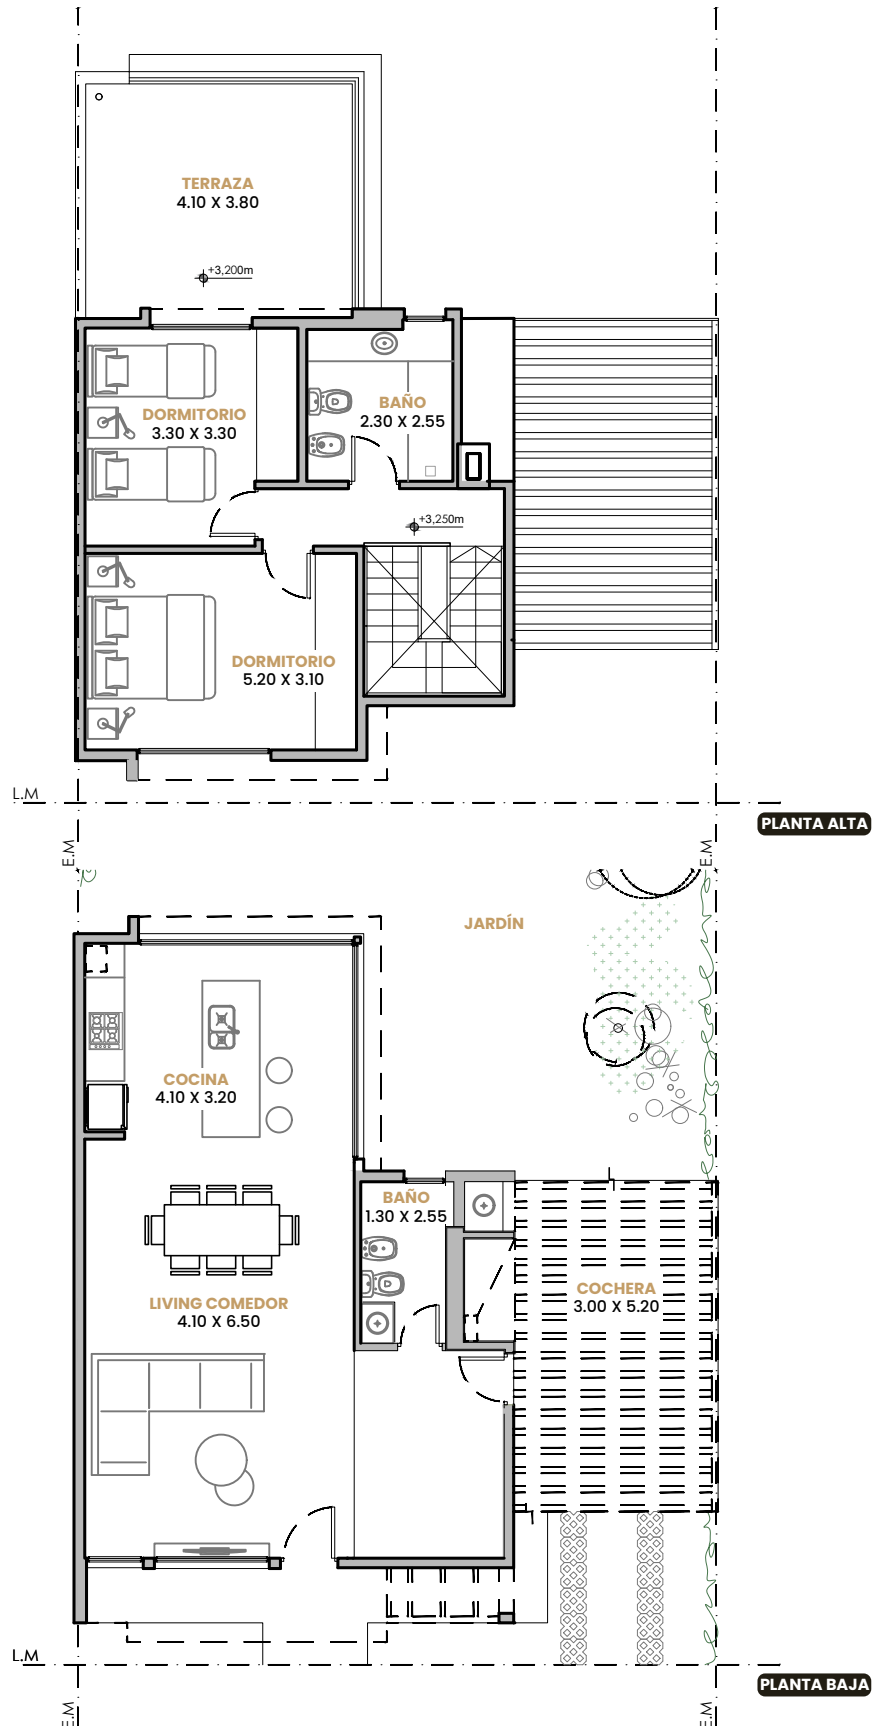 TERRAZA
4.10 X 3.80
+3,200m
DORMITORIO
3.30 X 3.30
BAÑO
2.30 X 2.55
+3,250m
DORMITORIO
5.20 X 3.10
L.M
PLANTA ALTA
E.M
E.M
JARDÍN
COCINA
4.10 X 3.20
BAÑO
1.30 X 2.55
LIVING COMEDOR
4.10 X 6.50
COCHERA
3.00 X 5.20
L.M
PLANTA BAJA
E.M
E.M